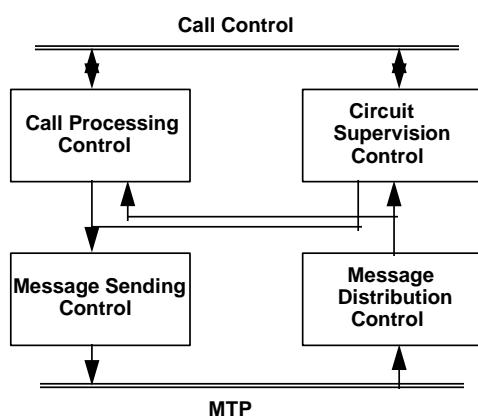 Call Control
Call Processing
Control
Circuit
Supervision
Control
Message Sending
Control
Message
Distribution
Control
MTP